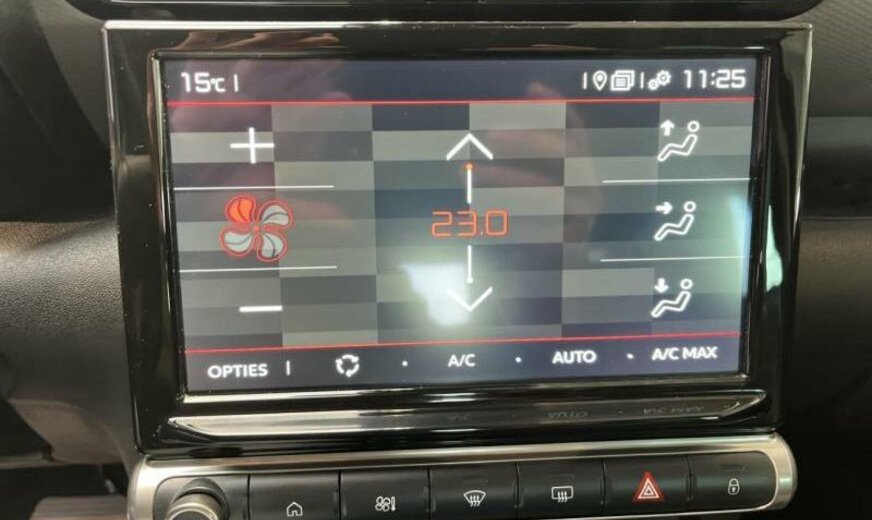 15°C 11:25
23.0
OPTIES A/C AUTO A/C MAX